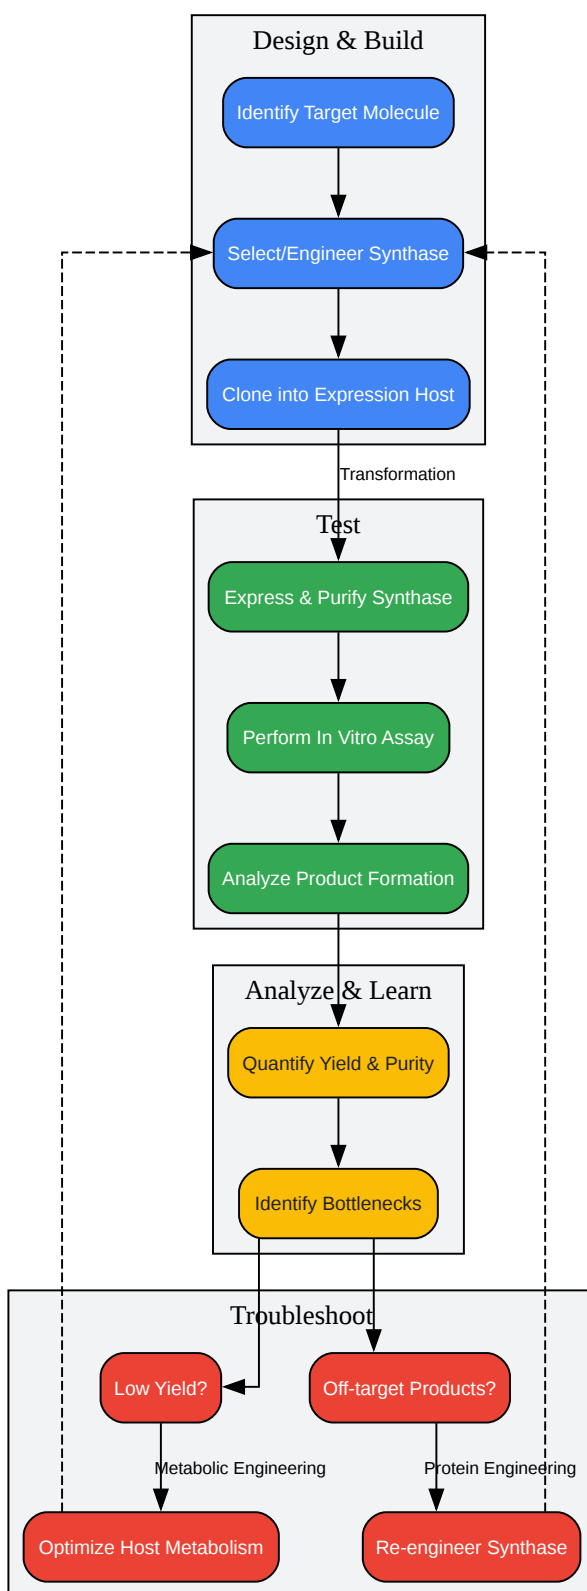 Design & Build
Identify Target Molecule
Select/Engineer Synthase
Clone into Expression Host
Transformation
Test
Express & Purify Synthase
Perform In Vitro Assay
Analyze Product Formation
Analyze & Learn
Quantify Yield & Purity
Identify Bottlenecks
Troubleshoot
Low Yield?
Off-target Products?
Metabolic Engineering
Protein Engineering
Optimize Host Metabolism
Re-engineer Synthase